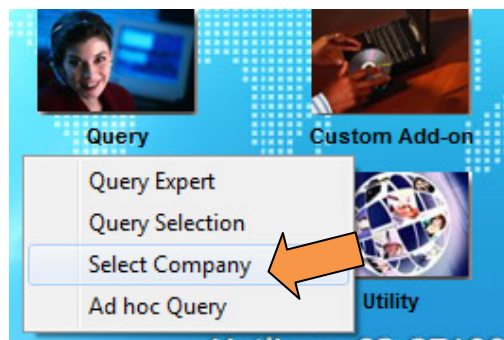 Query
Custom Add-on
Query Expert
Query Selection
Select Company
Ad hoc Query
Utility